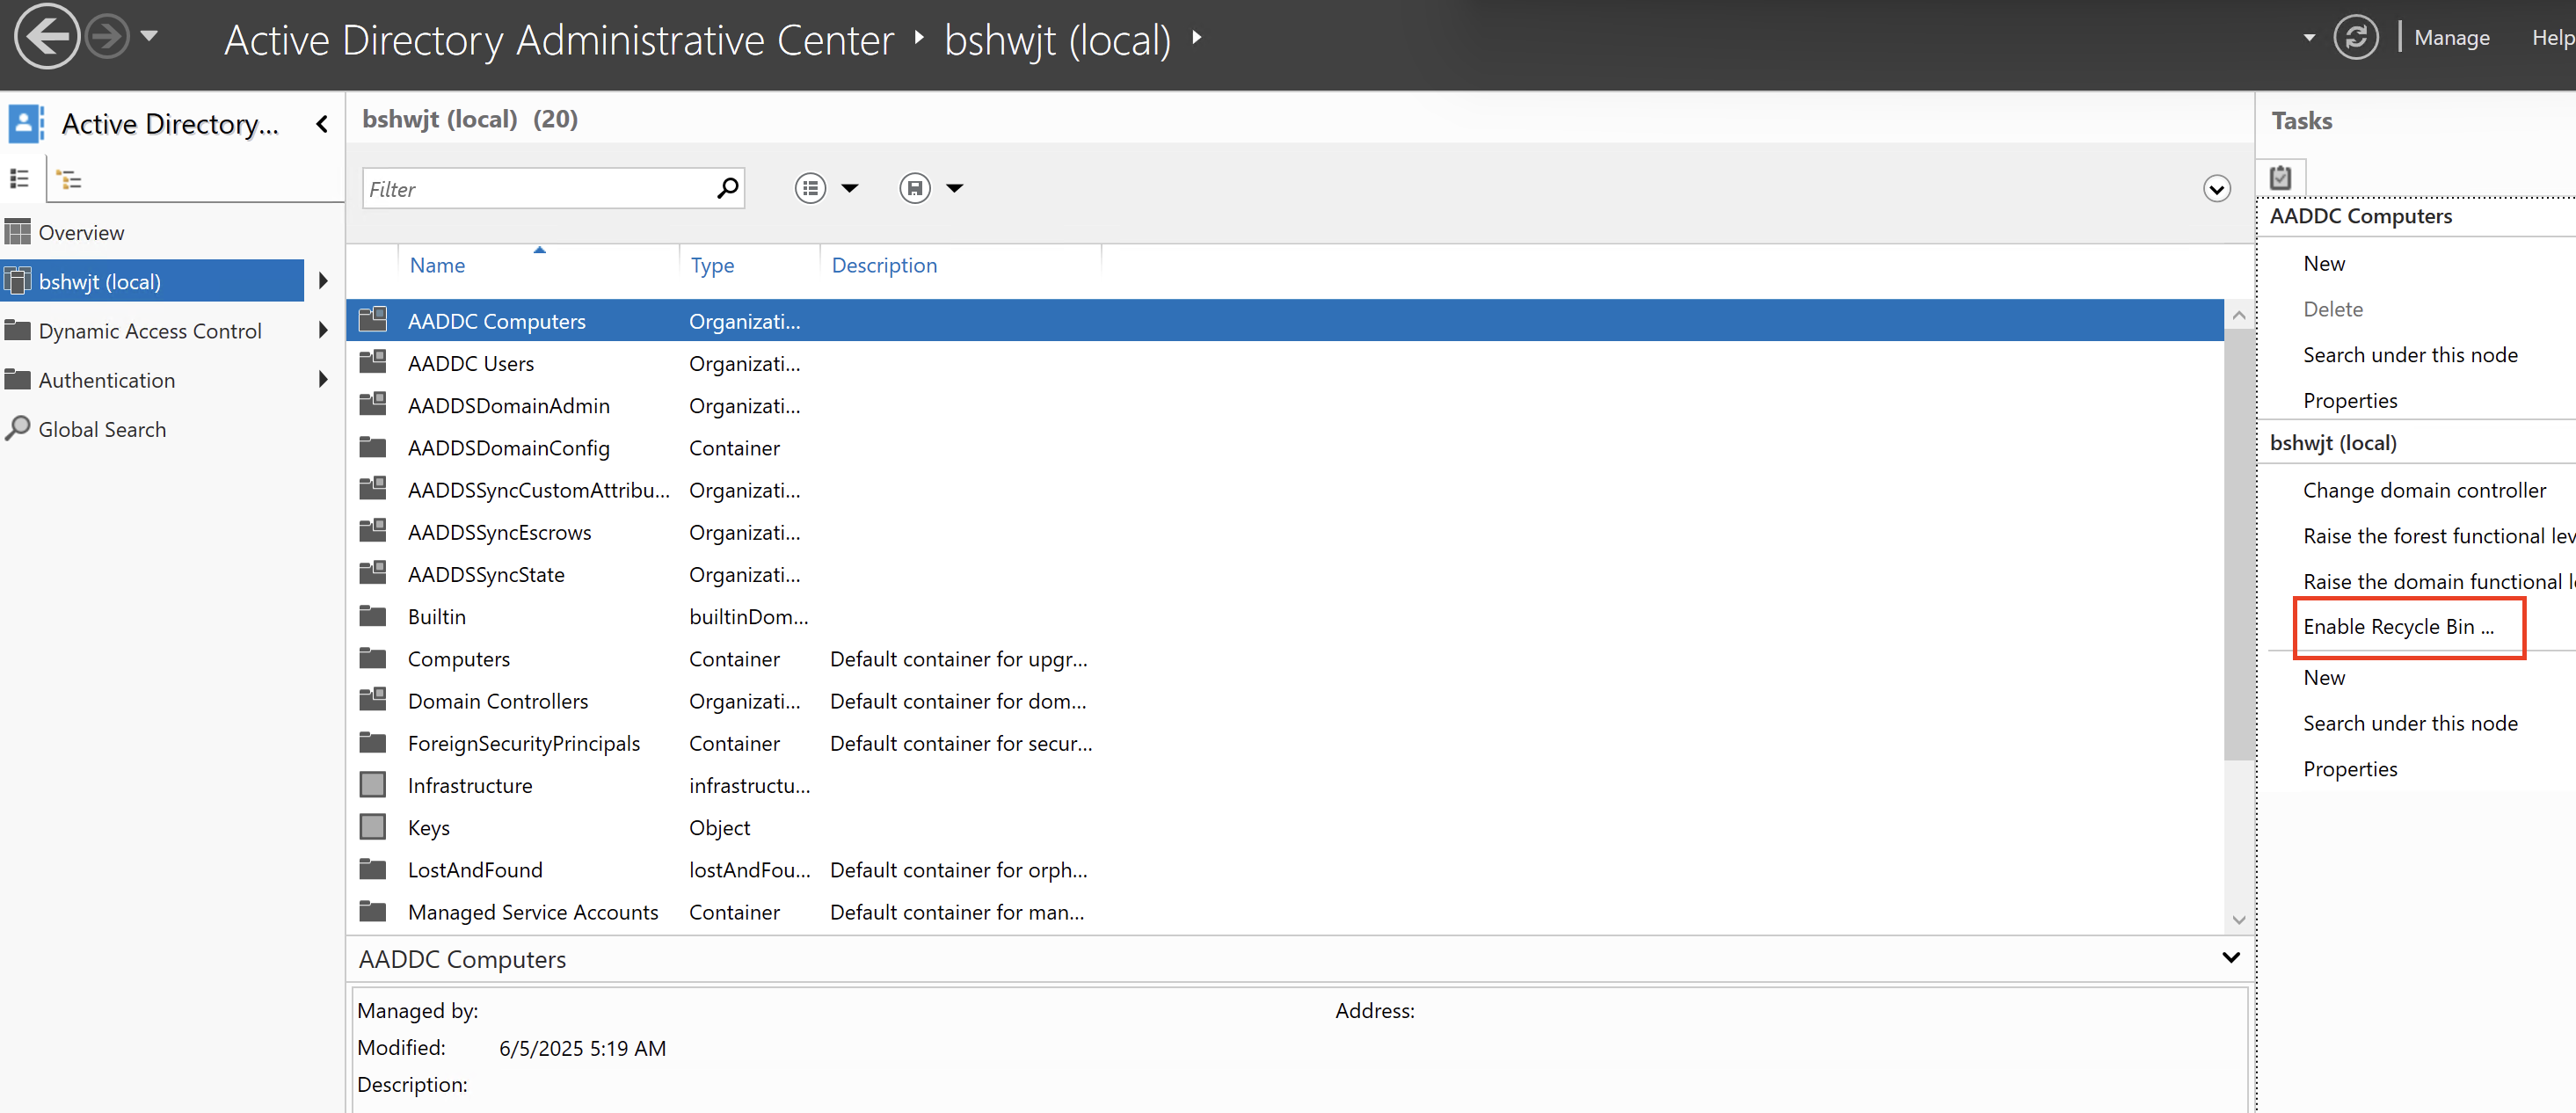 Active Directory Administrative Center bshwjt (local)
Manage Help
Active Directory...
Overview
bshwjt (local)
Dynamic Access Control
Authentication
Global Search
bshwjt (local) (20)
Filter
Name Type Description
AADDC Computers Organizati...
AADDC Users Organizati...
AADDSDomainAdmin Organizati...
AADDSDomainConfig Container
AADDSSyncCustomAttribu... Organizati...
AADDSSyncEscrows Organizati...
AADDSSyncState Organizati...
Builtin builtinDom...
Computers Container Default container for upgr...
Domain Controllers Organizati... Default container for dom...
ForeignSecurityPrincipals Container Default container for secur...
Infrastructure infrastructu...
Keys Object
LostAndFound lostAndFou... Default container for orph...
Managed Service Accounts Container Default container for man...
AADDC Computers
Managed by: Address:
Modified: 6/5/2025 5:19 AM
Description:
Tasks
AADDC Computers
New
Delete
Search under this node
Properties
bshwjt (local)
Change domain controller
Raise the forest functional lev
Raise the domain functional l
Enable Recycle Bin ...
New
Search under this node
Properties